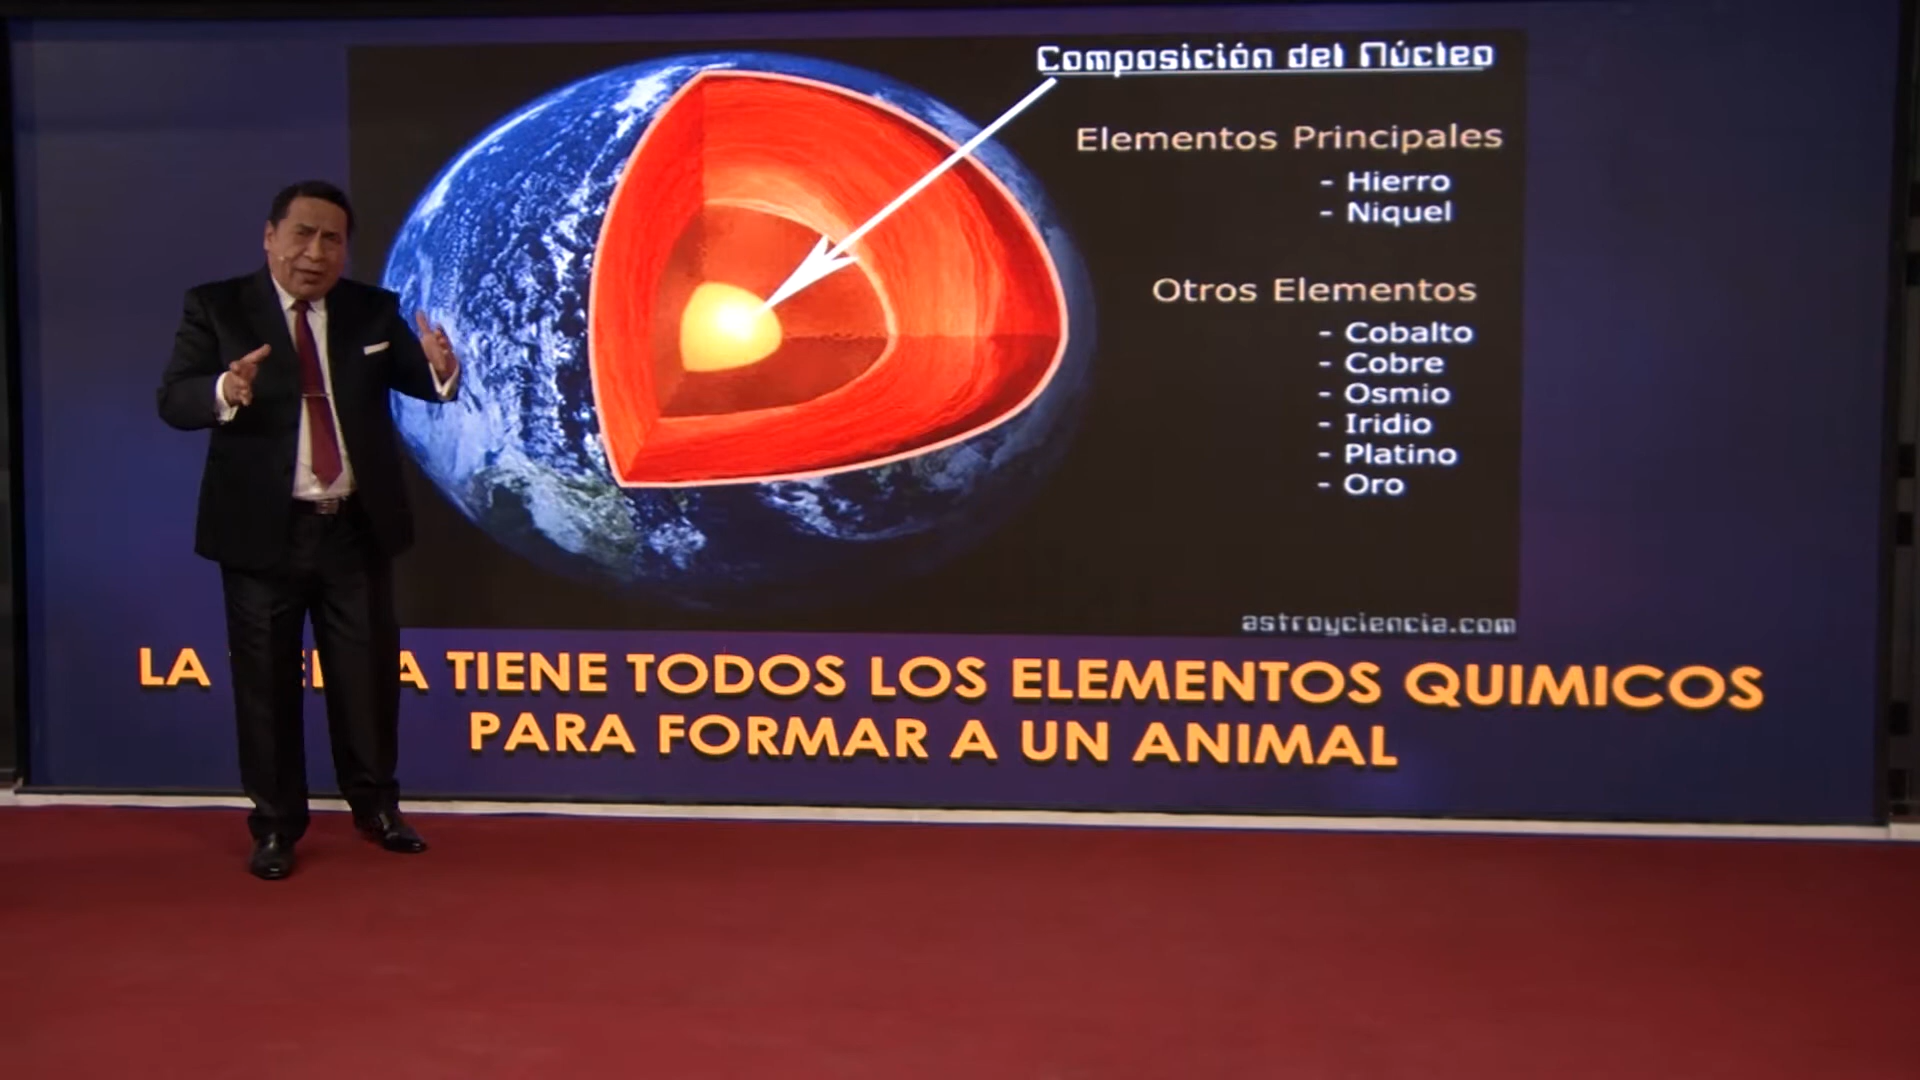 Composición del Núcleo
Elementos Principales
- Hierro
- Niquel
Otros Elementos
- Cobalto
- Cobre
- Osmio
- Iridio
- Platino
- Oro
astroyciencia.com
LA TIENE TODOS LOS ELEMENTOS QUIMICOS
PARA FORMAR A UN ANIMAL